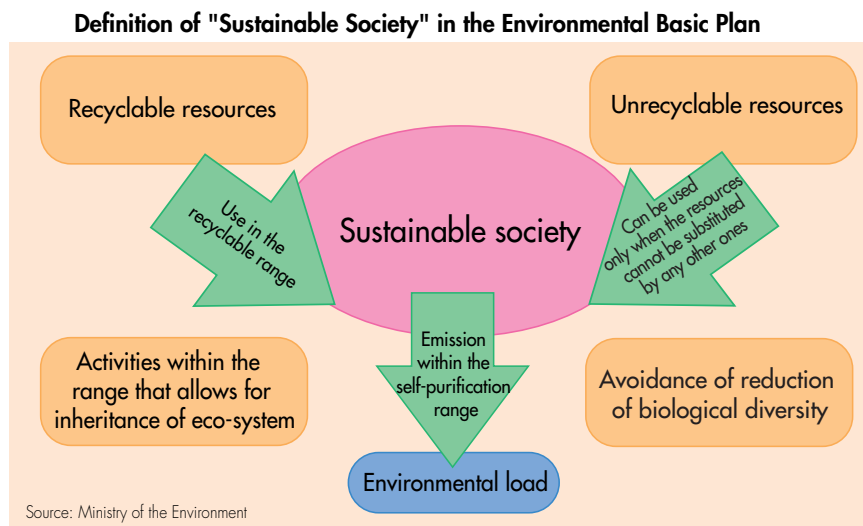 Definition of "Sustainable Society" in the Environmental Basic Plan
Recyclable resources
Unrecyclable resources
Use in the
recyclable range
Sustainable society
Can be used
only when the resources
cannot be substituted
by any other ones
Emission
within the
self-purification
range
Activities within the
range that allows for
inheritance of eco-system
Avoidance of reduction
of biological diversity
Environmental load
Source: Ministry of the Environment